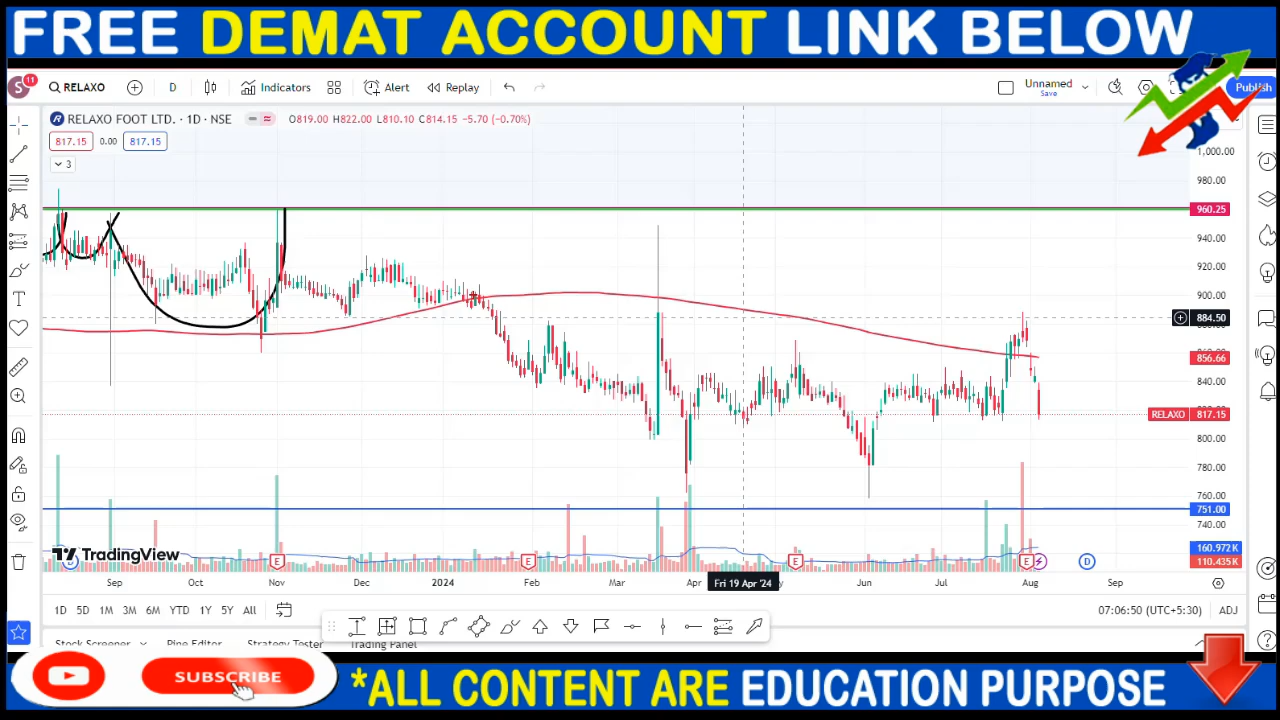 FREE DEMAT ACCOUNT LINK BELOW
S 11 RELAXO D Indicators Alert Replay Unnamed Save Publish
RELAXO FOOT LTD. · 1D · NSE O819.00 H822.00 L810.10 C814.15 -5.70 (-0.70%)
817.15 0.00 817.15
3
1,000.00
980.00
960.25
940.00
920.00
900.00
884.50
856.66
840.00
RELAXO 817.15
800.00
780.00
760.00
751.00
740.00
160.972K
110.435K
TradingView
D E E E E D
Sep Oct Nov Dec 2024 Feb Mar Apr Fri 19 Apr '24 Jun Jul Aug Sep
1D 5D 1M 3M 6M YTD 1Y 5Y All 07:06:50 (UTC+5:30) ADJ
Stock Screener Pine Editor Strategy Tester Trading Panel
SUBSCRIBE
*ALL CONTENT ARE EDUCATION PURPOSE